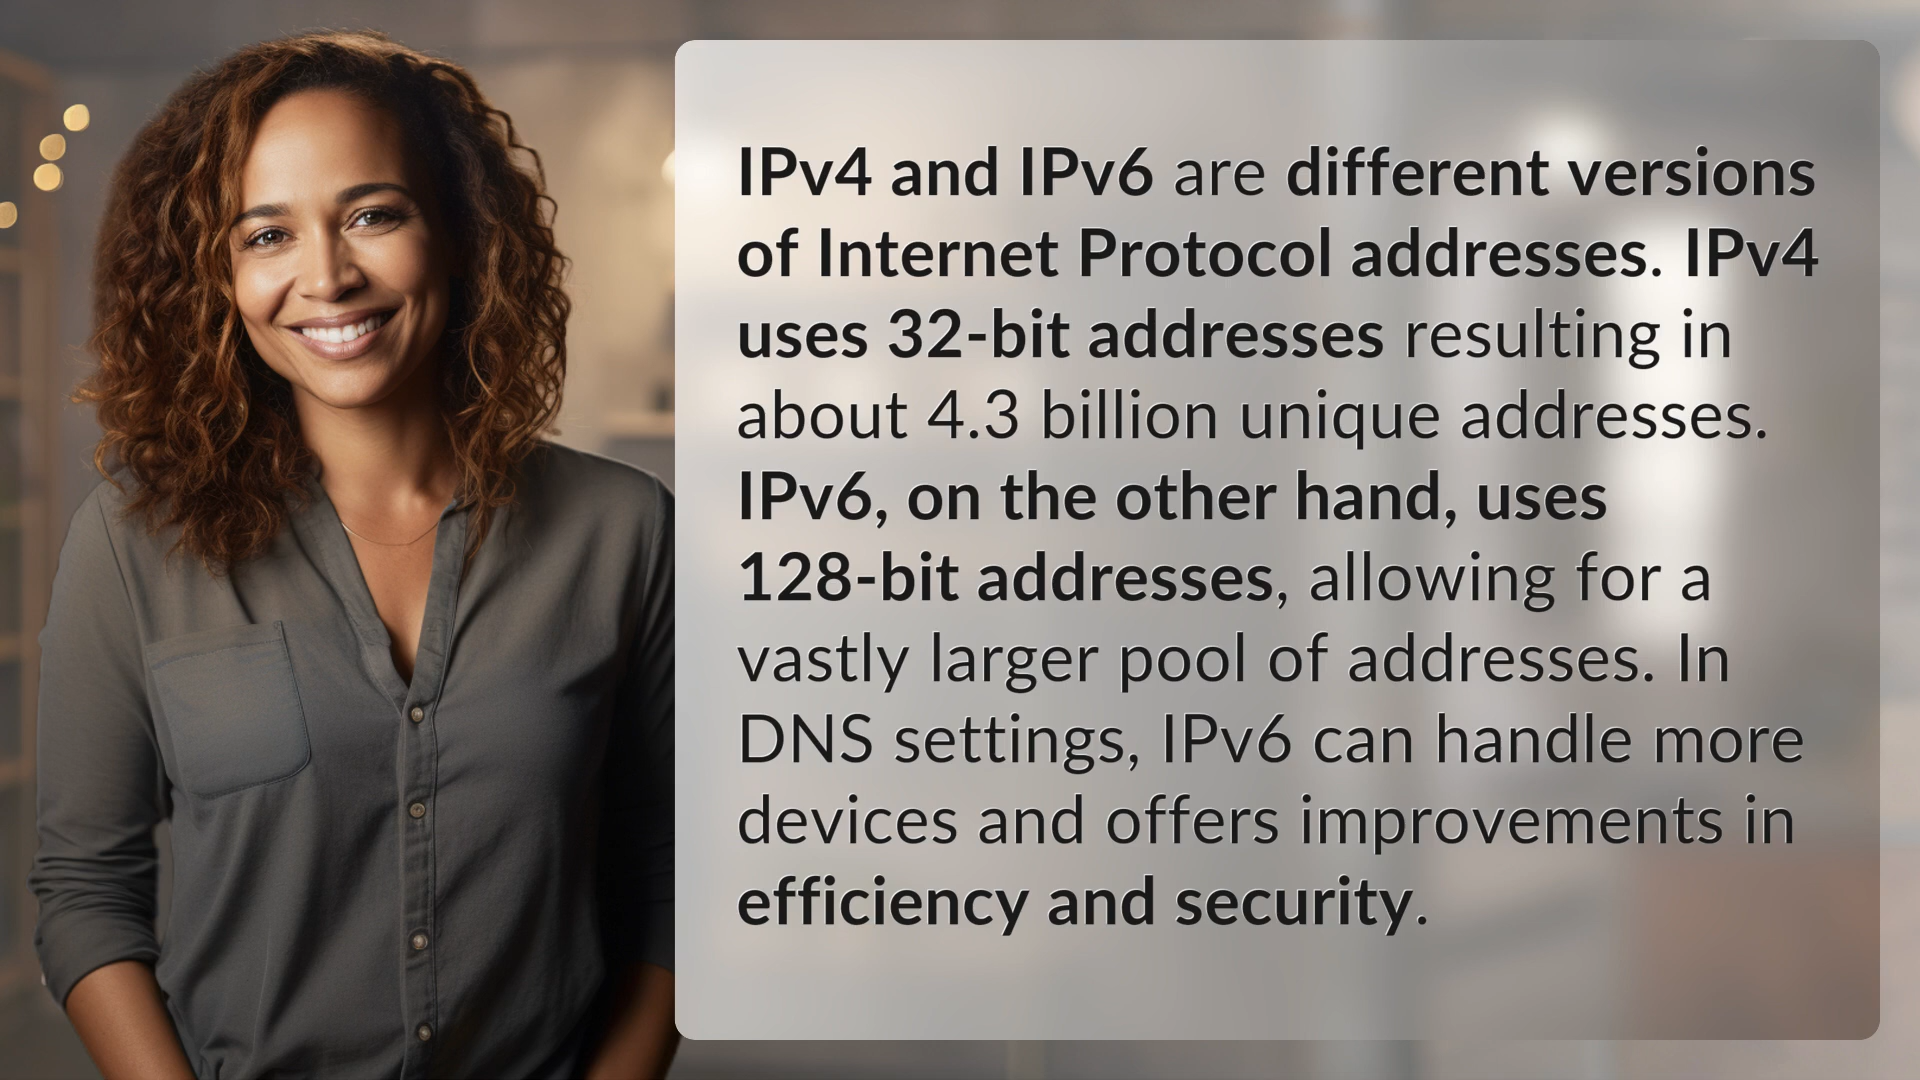 IPv4 and IPv6 are different versions
of Internet Protocol addresses. IPv4
uses 32-bit addresses resulting in
about 4.3 billion unique addresses.
IPv6, on the other hand, uses
128-bit addresses, allowing for a
vastly larger pool of addresses. In
DNS settings, IPv6 can handle more
devices and offers improvements in
efficiency and security.